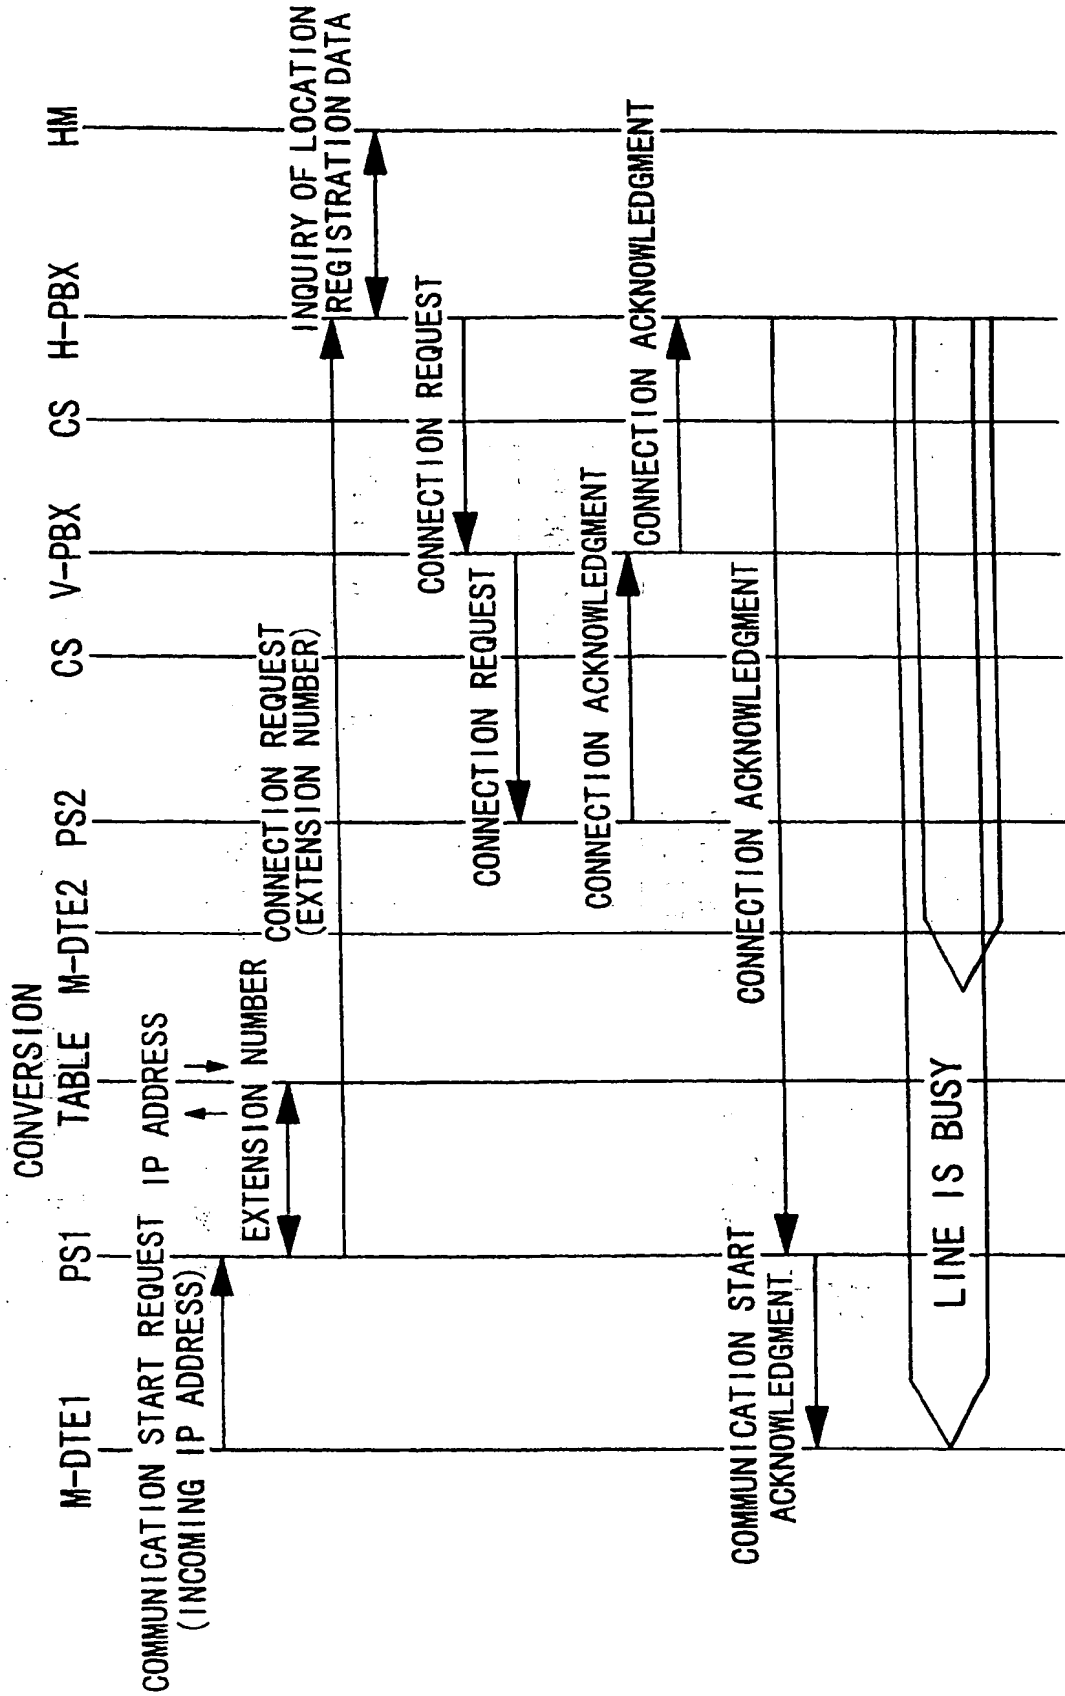 CONVERSION
M-DTE1 PS1 TABLE M-DTE2 PS2 CS V-PBX CS H-PBX HM
COMMUNICATION START REQUEST
(INCOMING IP ADDRESS)
IP ADDRESS
EXTENSION NUMBER
CONNECTION REQUEST
(EXTENSION NUMBER)
INQUIRY OF LOCATION
REGISTRATION DATA
CONNECTION REQUEST
CONNECTION REQUEST
CONNECTION ACKNOWLEDGMENT
CONNECTION ACKNOWLEDGMENT
CONNECTION ACKNOWLEDGMENT
COMMUNICATION START
ACKNOWLEDGMENT
LINE IS BUSY